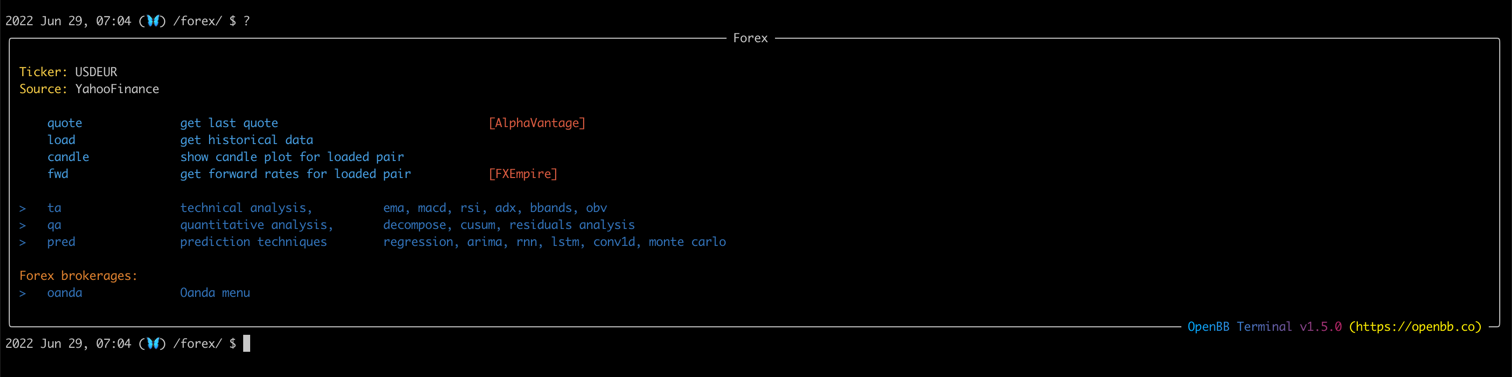 2022 Jun 29, 07:04 (🦋) /forex/ $ ?
Forex
Ticker: USDEUR
Source: YahooFinance
quote get last quote [AlphaVantage]
load get historical data
candle show candle plot for loaded pair
fwd get forward rates for loaded pair [FXEmpire]
> ta technical analysis, ema, macd, rsi, adx, bbands, obv
> qa quantitative analysis, decompose, cusum, residuals analysis
> pred prediction techniques regression, arima, rnn, lstm, conv1d, monte carlo
Forex brokerages:
> oanda Oanda menu
OpenBB Terminal v1.5.0 (https://openbb.co)
2022 Jun 29, 07:04 (🦋) /forex/ $